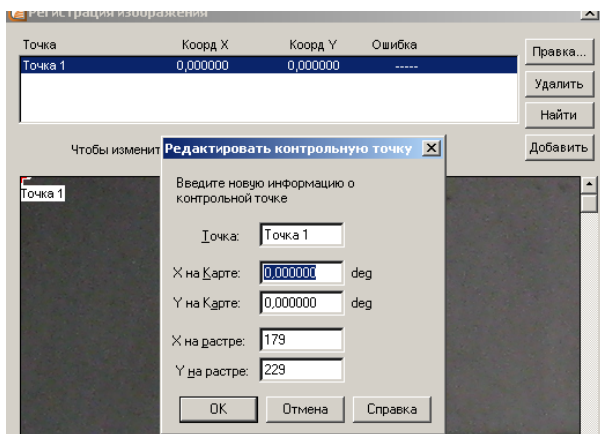 Регистрация изображения
Точка Коорд X Коорд Y Ошибка
Точка 1 0,000000 0,000000 -----
Правка...
Удалить
Найти
Добавить
Чтобы изменит
Редактировать контрольную точку
Точка 1
Введите новую информацию о
контрольной точке
Точка: Точка 1
X на Карте: 0,000000 deg
Y на Карте: 0,000000 deg
X на растре: 179
Y на растре: 229
OK Отмена Справка